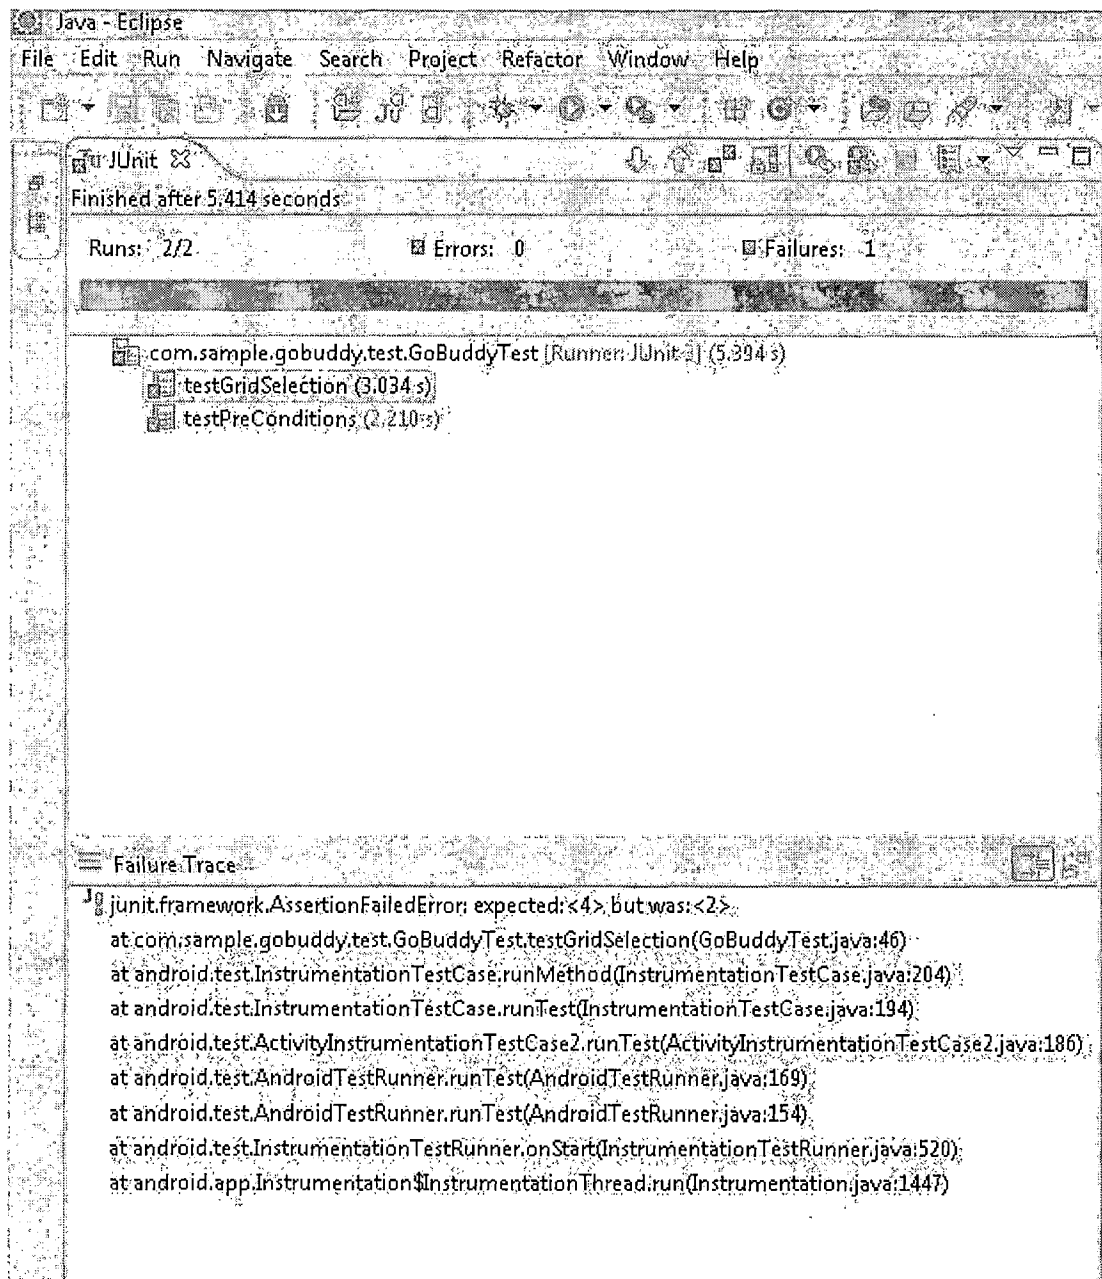 Java - Eclipse
File Edit Run Navigate Search Project Refactor Window Help
JUnit
Finished after 5.414 seconds
Runs: 2/2 Errors: 0 Failures: 1
com.sample.gobuddy.test.GoBuddyTest [Runner: JUnit 3] (5.394 s)
testGridSelection (3.034 s)
testPreConditions (2.210 s)
Failure Trace
junit.framework.AssertionFailedError: expected:<4> but was:<2>
at com.sample.gobuddy.test.GoBuddyTest.testGridSelection(GoBuddyTest.java:46)
at android.test.InstrumentationTestCase.runMethod(InstrumentationTestCase.java:204)
at android.test.InstrumentationTestCase.runTest(InstrumentationTestCase.java:194)
at android.test.ActivityInstrumentationTestCase2.runTest(ActivityInstrumentationTestCase2.java:186)
at android.test.AndroidTestRunner.runTest(AndroidTestRunner.java:169)
at android.test.AndroidTestRunner.runTest(AndroidTestRunner.java:154)
at android.test.InstrumentationTestRunner.onStart(InstrumentationTestRunner.java:520)
at android.app.Instrumentation$InstrumentationThread.run(Instrumentation.java:1447)